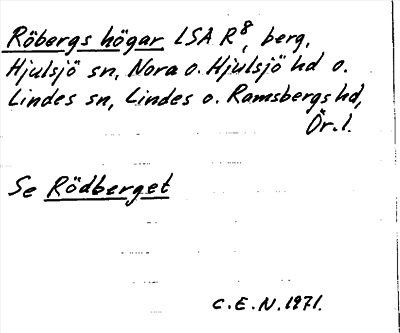 Röbergs högar LSA R8, berg,
Hjulsjö sn, Nora o. Hjulsjö hd o.
Lindes sn, Lindes o. Ramsbergs hd,
Ör. l.
Se Rödberget
C.E.N. 1971.